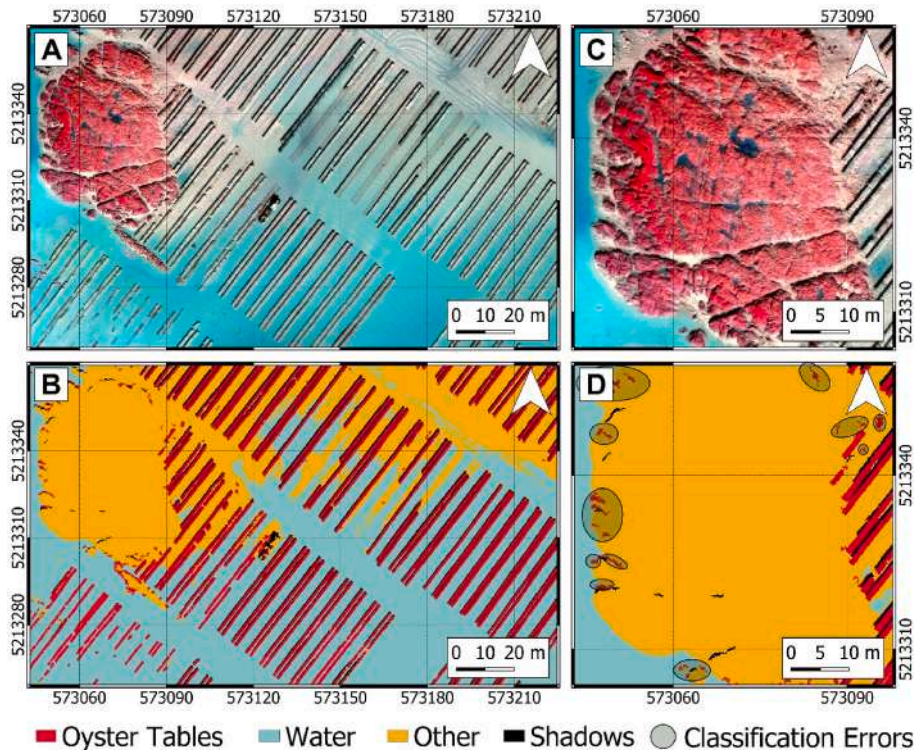 573060 573090 573120 573150 573180 573210
573060 573090
A
C
5213340
5213310
5213280
5213340
5213310
0 10 20 m
0 5 10 m
B
D
5213340
5213310
5213280
5213340
5213310
0 10 20 m
0 5 10 m
573060 573090 573120 573150 573180 573210
573060 573090
Oyster Tables Water Other Shadows Classification Errors